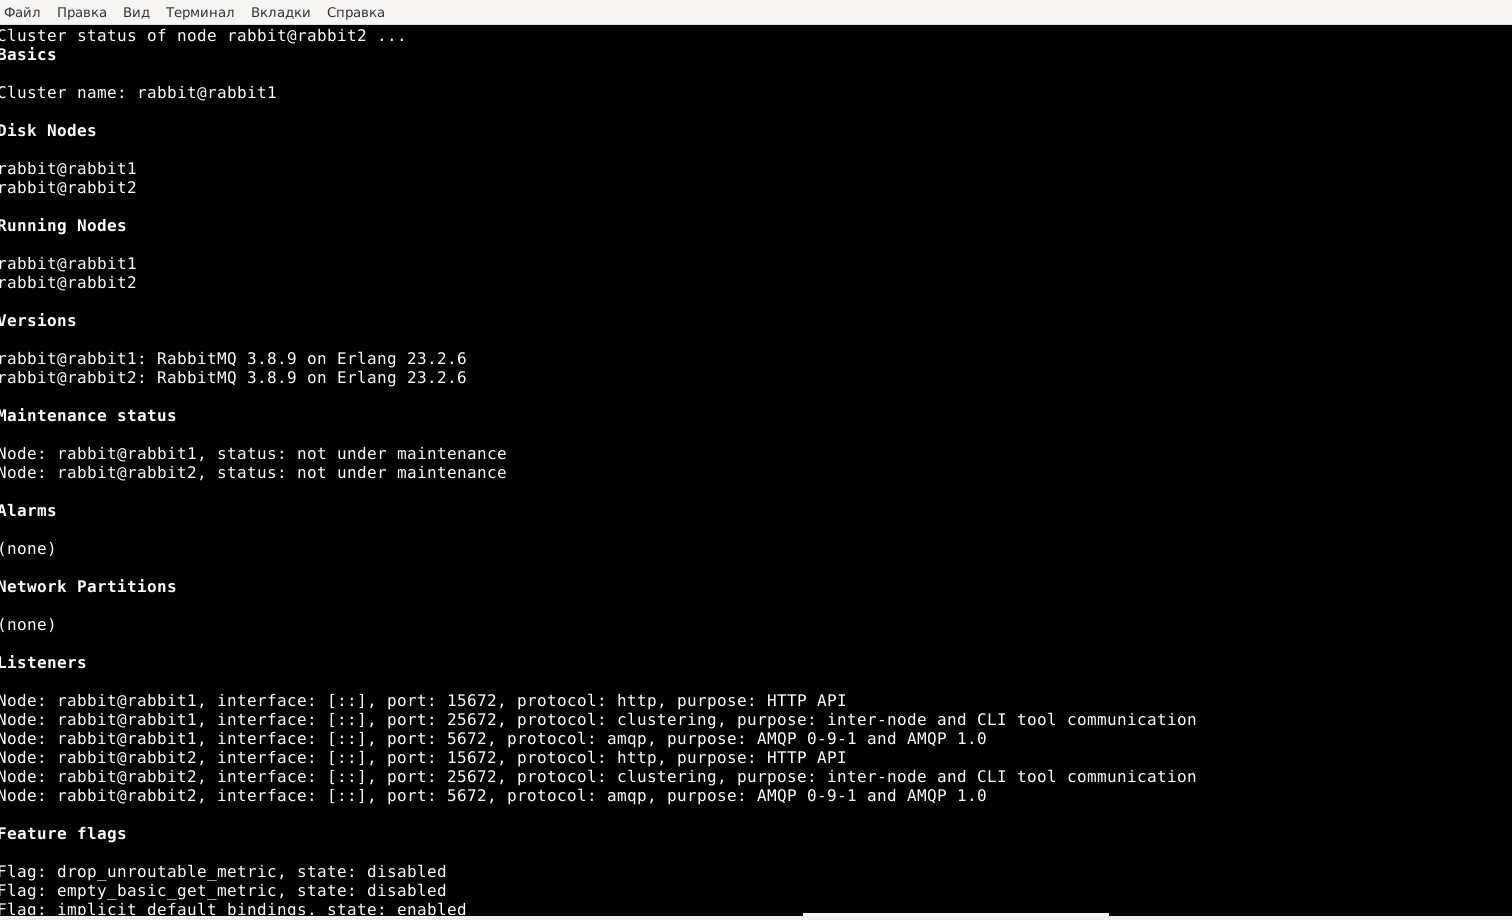 Файл Правка Вид Терминал Вкладки Справка
Cluster status of node rabbit@rabbit2 ...
Basics
Cluster name: rabbit@rabbit1
Disk Nodes
rabbit@rabbit1
rabbit@rabbit2
Running Nodes
rabbit@rabbit1
rabbit@rabbit2
Versions
rabbit@rabbit1: RabbitMQ 3.8.9 on Erlang 23.2.6
rabbit@rabbit2: RabbitMQ 3.8.9 on Erlang 23.2.6
Maintenance status
Node: rabbit@rabbit1, status: not under maintenance
Node: rabbit@rabbit2, status: not under maintenance
Alarms
(none)
Network Partitions
(none)
Listeners
Node: rabbit@rabbit1, interface: [::], port: 15672, protocol: http, purpose: HTTP API
Node: rabbit@rabbit1, interface: [::], port: 25672, protocol: clustering, purpose: inter-node and CLI tool communication
Node: rabbit@rabbit1, interface: [::], port: 5672, protocol: amqp, purpose: AMQP 0-9-1 and AMQP 1.0
Node: rabbit@rabbit2, interface: [::], port: 15672, protocol: http, purpose: HTTP API
Node: rabbit@rabbit2, interface: [::], port: 25672, protocol: clustering, purpose: inter-node and CLI tool communication
Node: rabbit@rabbit2, interface: [::], port: 5672, protocol: amqp, purpose: AMQP 0-9-1 and AMQP 1.0
Feature flags
Flag: drop_unroutable_metric, state: disabled
Flag: empty_basic_get_metric, state: disabled
Flag: implicit_default_bindings, state: enabled